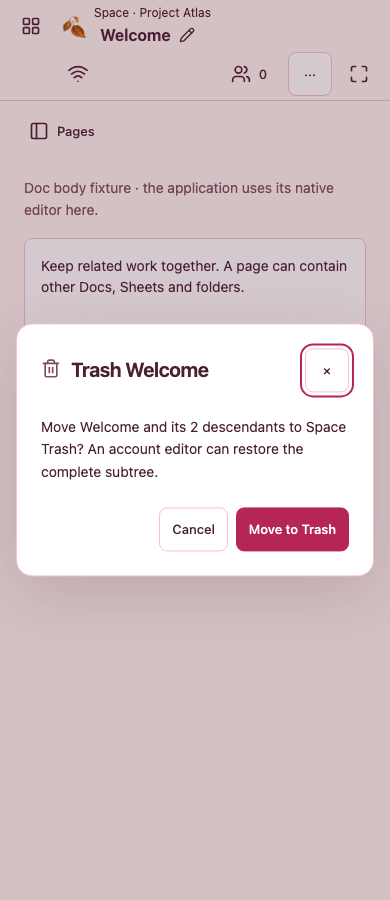 Space · Project Atlas
Welcome
0
...
Pages
Doc body fixture · the application uses its native
editor here.
Keep related work together. A page can contain
other Docs, Sheets and folders.
Trash Welcome
×
Move Welcome and its 2 descendants to Space
Trash? An account editor can restore the
complete subtree.
Cancel
Move to Trash